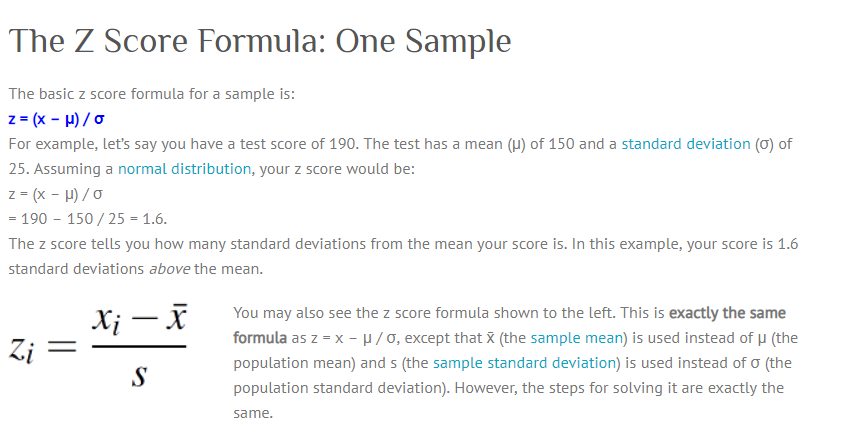 The Z Score Formula: One Sample
The basic z score formula for a sample is:
z = (x – μ) / σ
For example, let's say you have a test score of 190. The test has a mean (μ) of 150 and a standard deviation (σ) of
25. Assuming a normal distribution, your z score would be:
z = (x – μ) / σ
= 190 – 150 / 25 = 1.6.
The z score tells you how many standard deviations from the mean your score is. In this example, your score is 1.6
standard deviations above the mean.
zᵢ = (xᵢ – x̄) / s
You may also see the z score formula shown to the left. This is exactly the same
formula as z = x – μ / σ, except that x̄ (the sample mean) is used instead of μ (the
population mean) and s (the sample standard deviation) is used instead of σ (the
population standard deviation). However, the steps for solving it are exactly the
same.